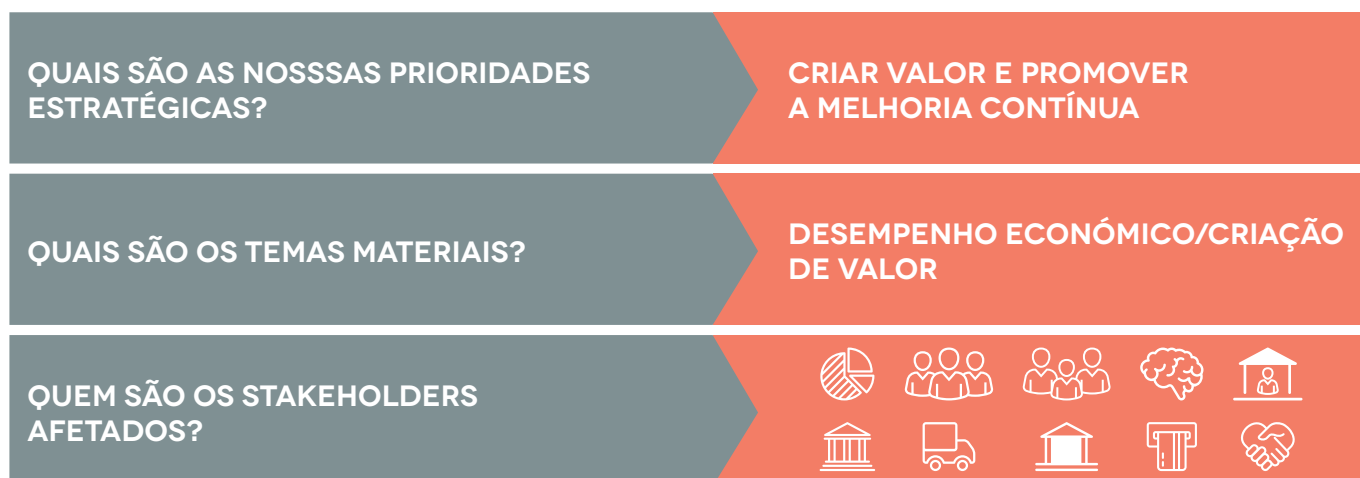 QUAIS SÃO AS NOSSSAS PRIORIDADES
ESTRATÉGICAS?
CRIAR VALOR E PROMOVER
A MELHORIA CONTÍNUA
QUAIS SÃO OS TEMAS MATERIAIS?
DESEMPENHO ECONÓMICO/CRIAÇÃO
DE VALOR
QUEM SÃO OS STAKEHOLDERS
AFETADOS?